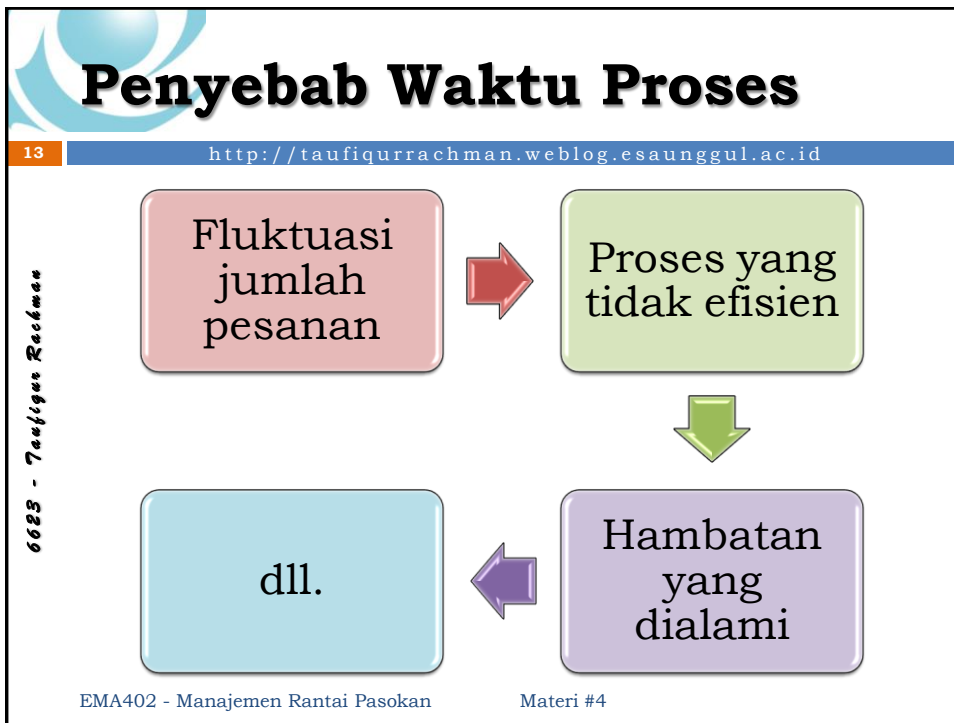 Penyebab Waktu Proses
13
http://taufiqurrachman.weblog.esaunggul.ac.id
6623 - Taufiqur Rachman
Fluktuasi
jumlah
pesanan
Proses yang
tidak efisien
Hambatan
yang
dialami
dll.
EMA402 - Manajemen Rantai Pasokan
Materi #4